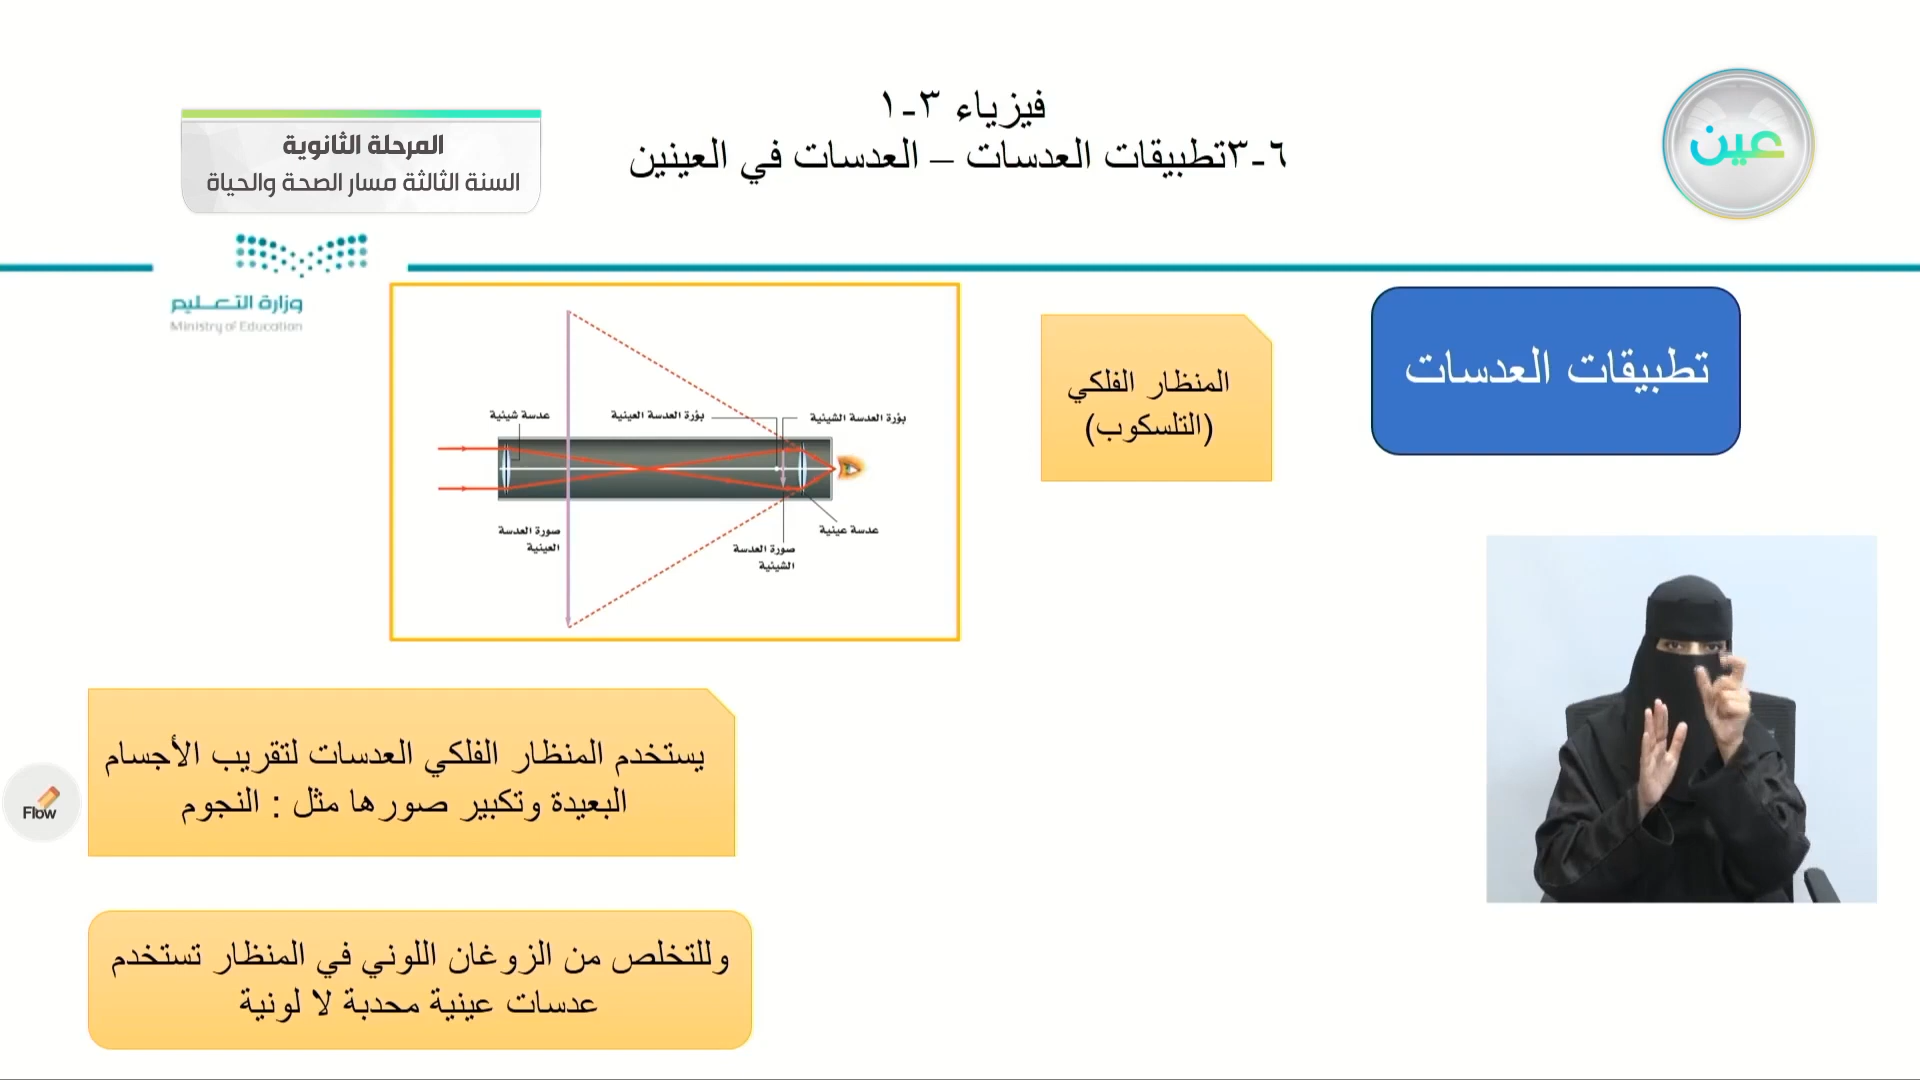 فيزياء ٣-١
٦-٣تطبيقات العدسات – العدسات في العينين
عين
المرحلة الثانوية
السنة الثالثة مسار الصحة والحياة
وزارة التعليم
Ministry of Education
تطبيقات العدسات
المنظار الفلكي
(التلسكوب)
عدسة شيئية
بؤرة العدسة العينية
بؤرة العدسة الشيئية
صورة العدسة
العينية
صورة العدسة
الشيئية
عدسة عينية
يستخدم المنظار الفلكي العدسات لتقريب الأجسام
البعيدة وتكبير صورها مثل : النجوم
Flow
وللتخلص من الزوغان اللوني في المنظار تستخدم
عدسات عينية محدبة لا لونية